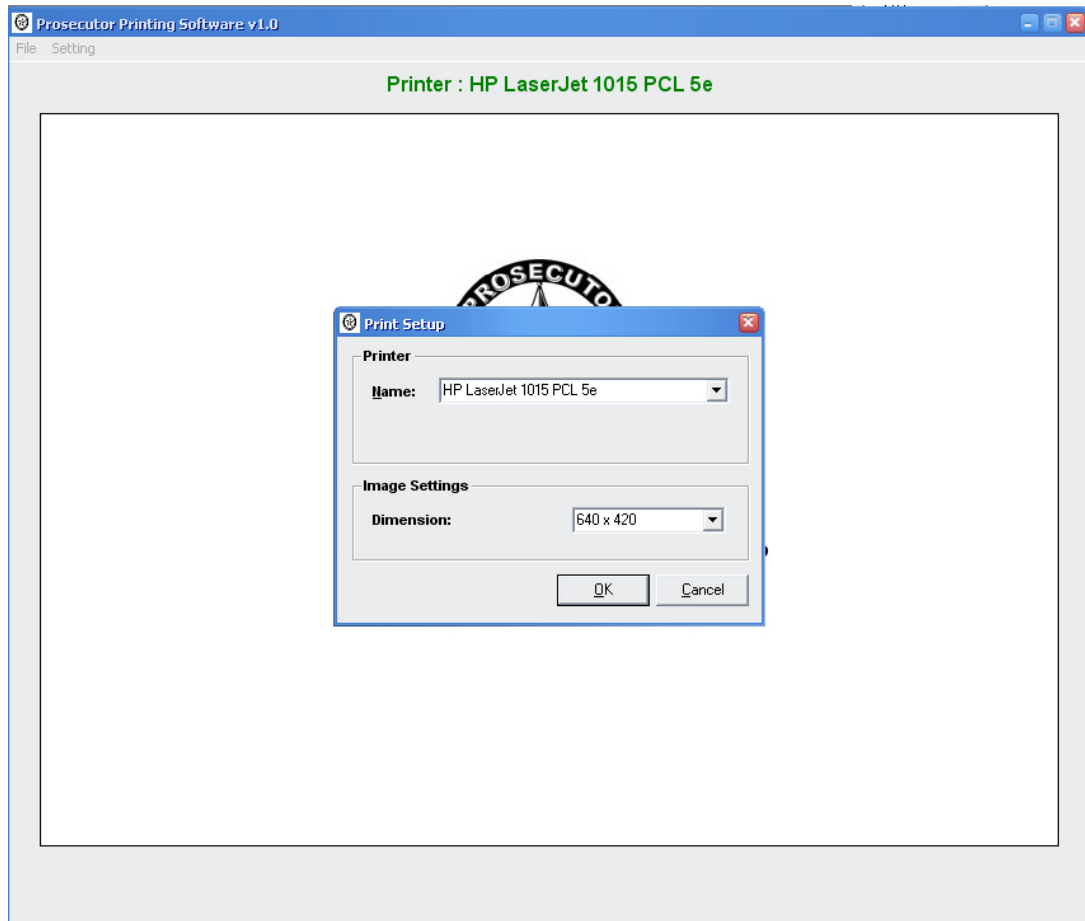 Prosecutor Printing Software v1.0
File Setting
Printer : HP LaserJet 1015 PCL 5e
PROSECUTO
Print Setup
Printer
Name: HP LaserJet 1015 PCL 5e
Image Settings
Dimension: 640 x 420
OK Cancel